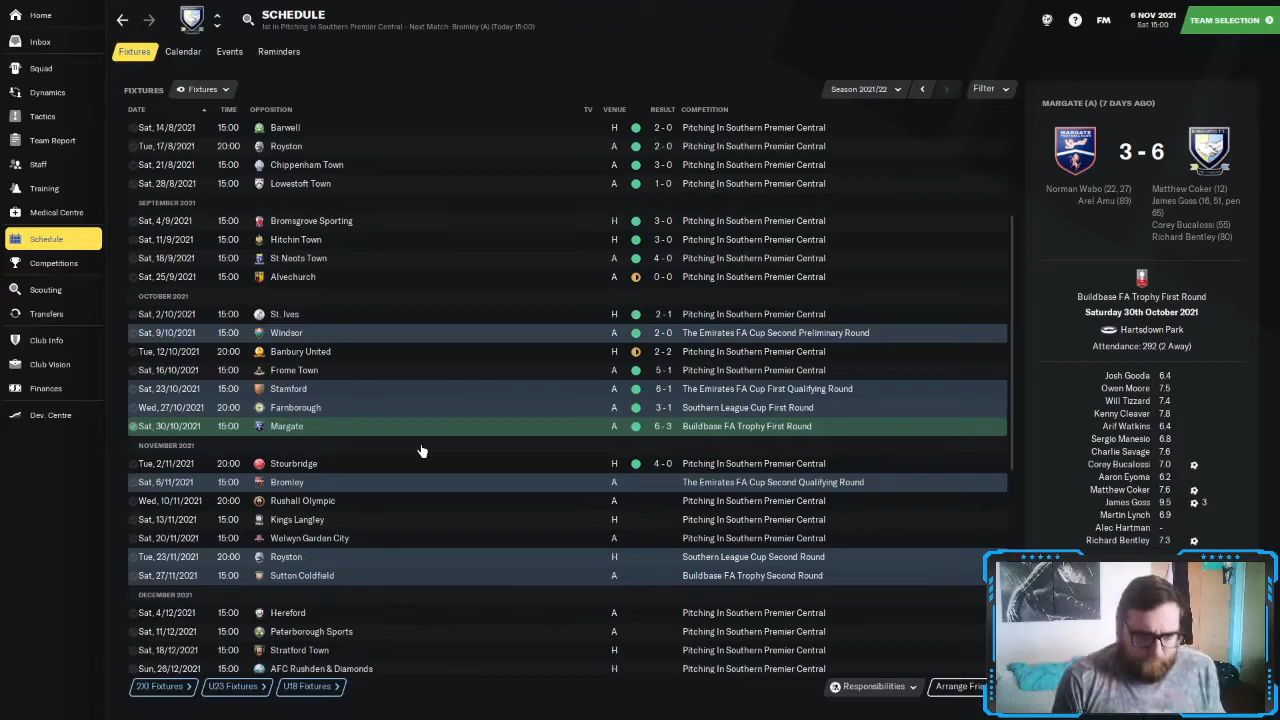 Home
Inbox
Squad
Dynamics
Tactics
Team Report
Staff
Training
Medical Centre
Schedule
Competitions
Scouting
Transfers
Club Info
Club Vision
Finances
Dev. Centre
SCHEDULE
1st in Pitching In Southern Premier Central - Next Match: Bromley (A) (Today 15:00)
FM
6 NOV 2021
Sat 15:00
TEAM SELECTION
Fixtures Calendar Events Reminders
FIXTURES Fixtures Season 2021/22 Filter
DATE TIME OPPOSITION TV VENUE RESULT COMPETITION
Sat, 14/8/2021 15:00 Barwell H 2 - 0 Pitching In Southern Premier Central
Tue, 17/8/2021 20:00 Royston A 2 - 0 Pitching In Southern Premier Central
Sat, 21/8/2021 15:00 Chippenham Town A 3 - 0 Pitching In Southern Premier Central
Sat, 28/8/2021 15:00 Lowestoft Town A 1 - 0 Pitching In Southern Premier Central
SEPTEMBER 2021
Sat, 4/9/2021 15:00 Bromsgrove Sporting H 3 - 0 Pitching In Southern Premier Central
Sat, 11/9/2021 15:00 Hitchin Town H 3 - 0 Pitching In Southern Premier Central
Sat, 18/9/2021 15:00 St Neots Town A 4 - 0 Pitching In Southern Premier Central
Sat, 25/9/2021 15:00 Alvechurch A 0 - 0 Pitching In Southern Premier Central
OCTOBER 2021
Sat, 2/10/2021 15:00 St. Ives H 2 - 1 Pitching In Southern Premier Central
Sat, 9/10/2021 15:00 Windsor A 2 - 0 The Emirates FA Cup Second Preliminary Round
Tue, 12/10/2021 20:00 Banbury United H 2 - 2 Pitching In Southern Premier Central
Sat, 16/10/2021 15:00 Frome Town A 5 - 1 Pitching In Southern Premier Central
Sat, 23/10/2021 15:00 Stamford A 6 - 1 The Emirates FA Cup First Qualifying Round
Wed, 27/10/2021 20:00 Farnborough A 3 - 1 Southern League Cup First Round
Sat, 30/10/2021 15:00 Margate A 6 - 3 Buildbase FA Trophy First Round
NOVEMBER 2021
Tue, 2/11/2021 20:00 Stourbridge H 4 - 0 Pitching In Southern Premier Central
Sat, 6/11/2021 15:00 Bromley A The Emirates FA Cup Second Qualifying Round
Wed, 10/11/2021 20:00 Rushall Olympic A Pitching In Southern Premier Central
Sat, 13/11/2021 15:00 Kings Langley H Pitching In Southern Premier Central
Sat, 20/11/2021 15:00 Welwyn Garden City A Pitching In Southern Premier Central
Tue, 23/11/2021 20:00 Royston H Southern League Cup Second Round
Sat, 27/11/2021 15:00 Sutton Coldfield A Buildbase FA Trophy Second Round
DECEMBER 2021
Sat, 4/12/2021 15:00 Hereford A Pitching In Southern Premier Central
Sat, 11/12/2021 15:00 Peterborough Sports A Pitching In Southern Premier Central
Sat, 18/12/2021 15:00 Stratford Town H Pitching In Southern Premier Central
Sun, 26/12/2021 15:00 AFC Rushden & Diamonds H Pitching In Southern Premier Central
2XI Fixtures U23 Fixtures U18 Fixtures Responsibilities Arrange Frie
MARGATE (A) (7 DAYS AGO)
3 - 6
Norman Wabo (22, 27)
Arel Amu (89)
Matthew Coker (12)
James Goss (16, 51, pen
65)
Corey Bucalossi (55)
Richard Bentley (80)
Buildbase FA Trophy First Round
Saturday 30th October 2021
Hartsdown Park
Attendance: 292 (2 Away)
Josh Gooda 6.4
Owen Moore 7.5
Will Tizzard 7.4
Kenny Cleaver 7.8
Arif Watkins 6.4
Sergio Manesio 6.8
Charlie Savage 7.6
Corey Bucalossi 7.0
Aaron Eyoma 6.2
Matthew Coker 7.6
James Goss 9.5 3
Martin Lynch 6.9
Alec Hartman -
Richard Bentley 7.3